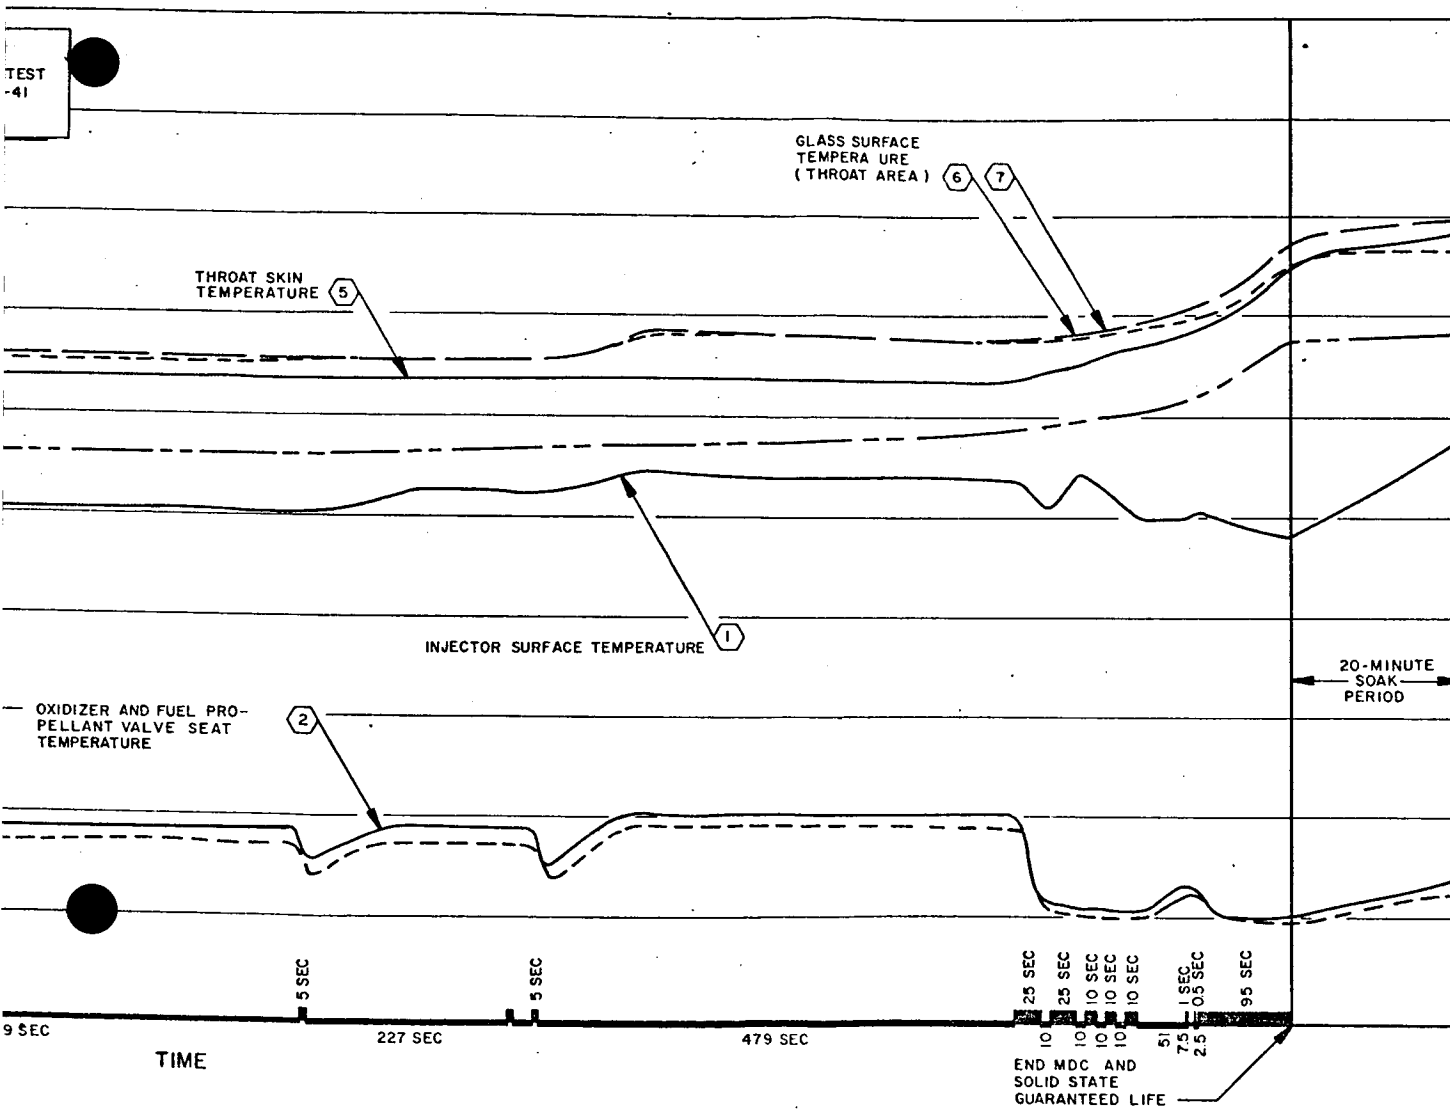 TEST
-41
GLASS SURFACE
TEMPERA URE
(THROAT AREA) 6 7
THROAT SKIN
TEMPERATURE 5
INJECTOR SURFACE TEMPERATURE 1
20-MINUTE
SOAK
PERIOD
OXIDIZER AND FUEL PRO-
PELLANT VALVE SEAT 2
TEMPERATURE
5 SEC
5 SEC
25 SEC
25 SEC
10 SEC
10 SEC
10 SEC
1 SEC
0.5 SEC
95 SEC
9 SEC
227 SEC
479 SEC
10
10
10
10
51
7.5
2.5
TIME
END MDC AND
SOLID STATE
GUARANTEED LIFE